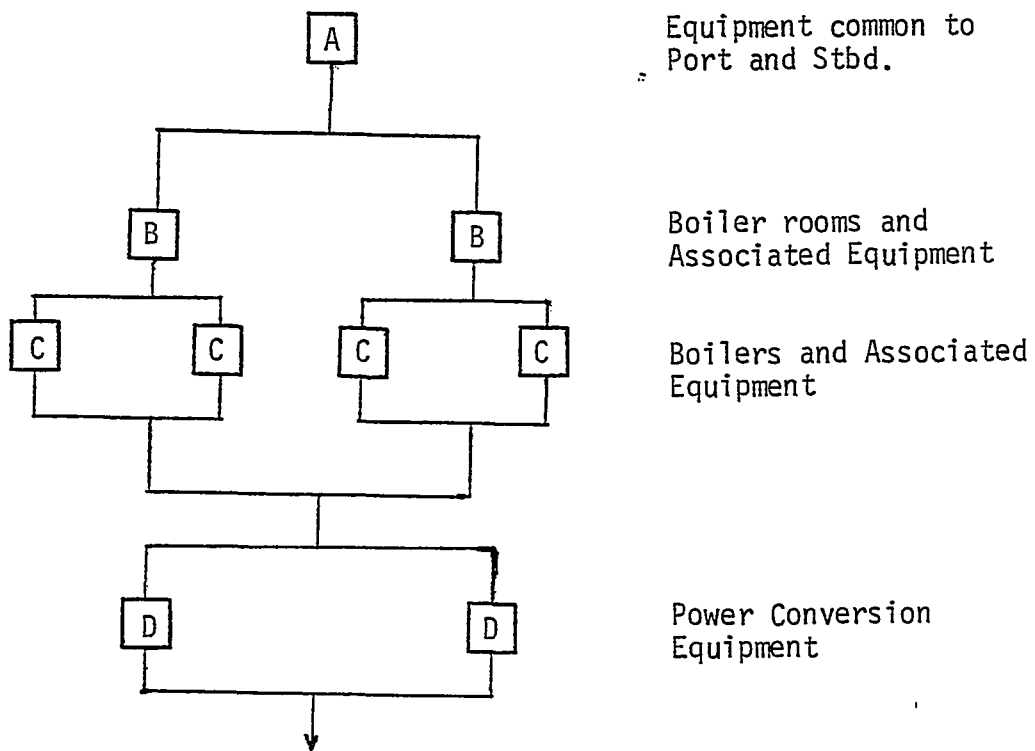 A
Equipment common to
Port and Stbd.
B
B
Boiler rooms and
Associated Equipment
C
C
C
C
Boilers and Associated
Equipment
D
D
Power Conversion
Equipment